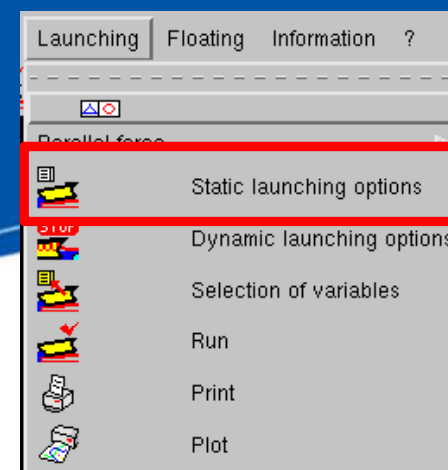 Launching Floating Information ?
Parallel force
Static launching options
STOP
Dynamic launching options
Selection of variables
Run
Print
Plot